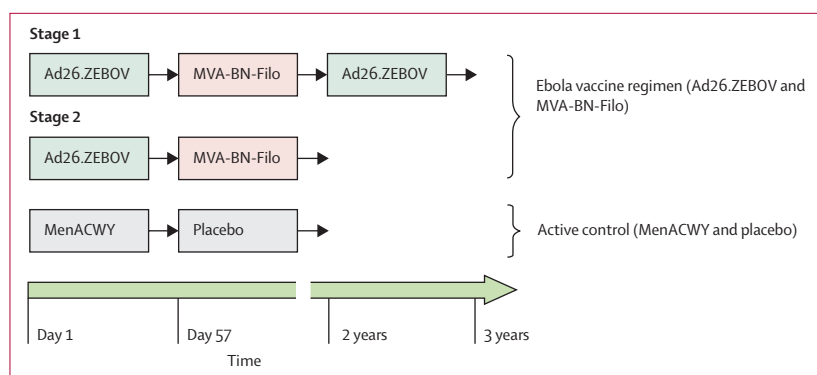 Stage 1
Ad26.ZEBOV
MVA-BN-Filo
Ad26.ZEBOV
Ebola vaccine regimen (Ad26.ZEBOV and
MVA-BN-Filo)
Stage 2
Ad26.ZEBOV
MVA-BN-Filo
MenACWY
Placebo
Active control (MenACWY and placebo)
Day 1
Day 57
2 years
3 years
Time